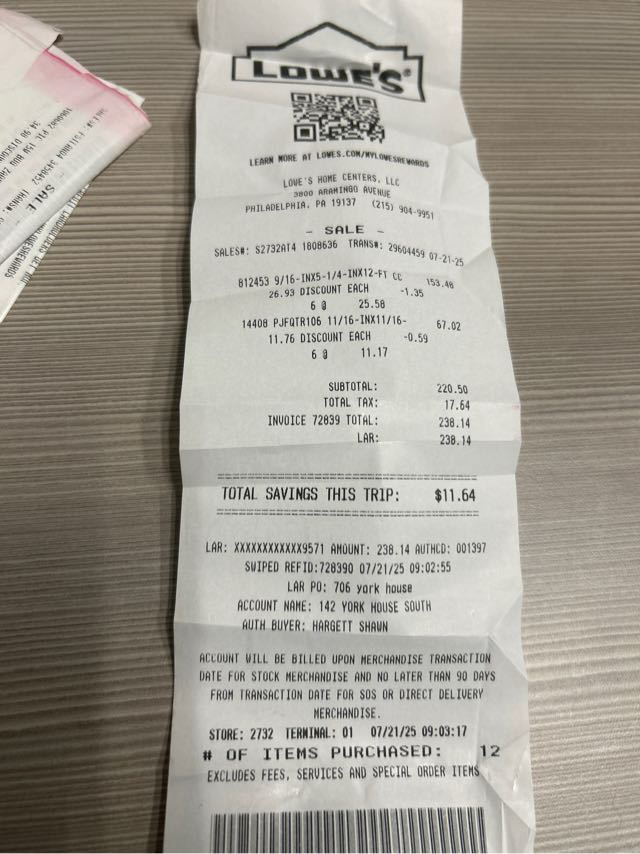 LOWE'S®
LEARN MORE AT LOWES.COM/MYLOWESREWARDS
LOWE'S HOME CENTERS, LLC
3800 ARAMINGO AVENUE
PHILADELPHIA, PA 19137 (215) 904-9951
- SALE -
SALES#: S2732AT4 1808636 TRANS#: 29604459 07-21-25
812453 9/16-INX5-1/4-INX12-FT CC 153.48
26.93 DISCOUNT EACH -1.35
6 @ 25.58
14408 PJFQTR106 11/16-INX11/16- 67.02
11.76 DISCOUNT EACH -0.59
6 @ 11.17
SUBTOTAL: 220.50
TOTAL TAX: 17.64
INVOICE 72839 TOTAL: 238.14
LAR: 238.14
TOTAL SAVINGS THIS TRIP: $11.64
LAR: XXXXXXXXXXXX9571 AMOUNT: 238.14 AUTHCD: 001397
SWIPED REFID:728390 07/21/25 09:02:55
LAR PO: 706 york house
ACCOUNT NAME: 142 YORK HOUSE SOUTH
AUTH BUYER: HARGETT SHAWN
ACCOUNT WILL BE BILLED UPON MERCHANDISE TRANSACTION
DATE FOR STOCK MERCHANDISE AND NO LATER THAN 90 DAYS
FROM TRANSACTION DATE FOR SOS OR DIRECT DELIVERY
MERCHANDISE.
STORE: 2732 TERMINAL: 01 07/21/25 09:03:17
# OF ITEMS PURCHASED: 12
EXCLUDES FEES, SERVICES AND SPECIAL ORDER ITEMS
SALE